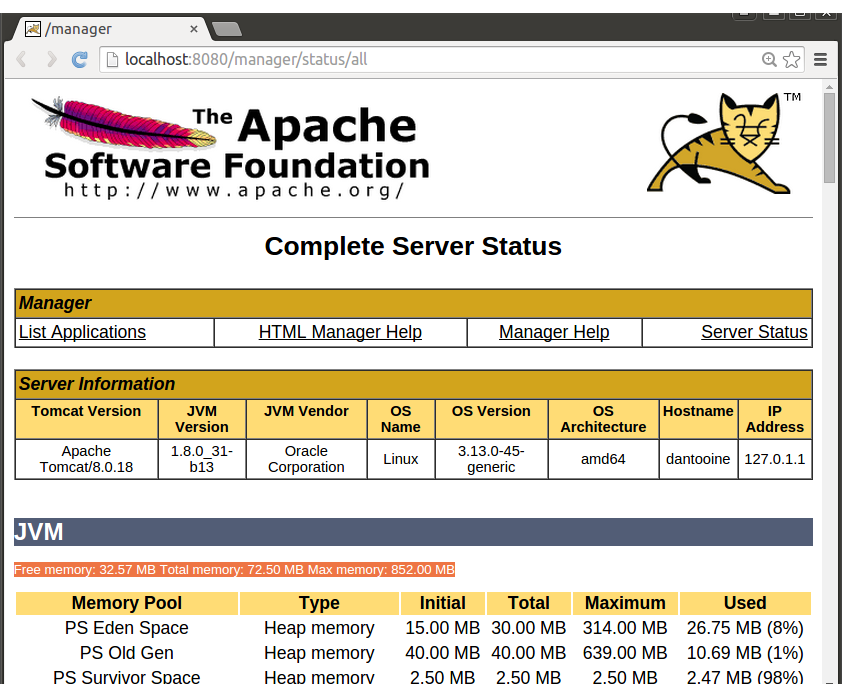 /manager
localhost:8080/manager/status/all
The Apache
Software Foundation
http://www.apache.org/
TM
Complete Server Status
Manager
List Applications HTML Manager Help Manager Help Server Status
Server Information
Tomcat Version JVM Version JVM Vendor OS Name OS Version OS Architecture Hostname IP Address
Apache Tomcat/8.0.18 1.8.0_31-b13 Oracle Corporation Linux 3.13.0-45-generic amd64 dantooine 127.0.1.1
JVM
Free memory: 32.57 MB Total memory: 72.50 MB Max memory: 852.00 MB
Memory Pool Type Initial Total Maximum Used
PS Eden Space Heap memory 15.00 MB 30.00 MB 314.00 MB 26.75 MB (8%)
PS Old Gen Heap memory 40.00 MB 40.00 MB 639.00 MB 10.69 MB (1%)
PS Survivor Space Heap memory 2.50 MB 2.50 MB 2.50 MB 2.47 MB (98%)